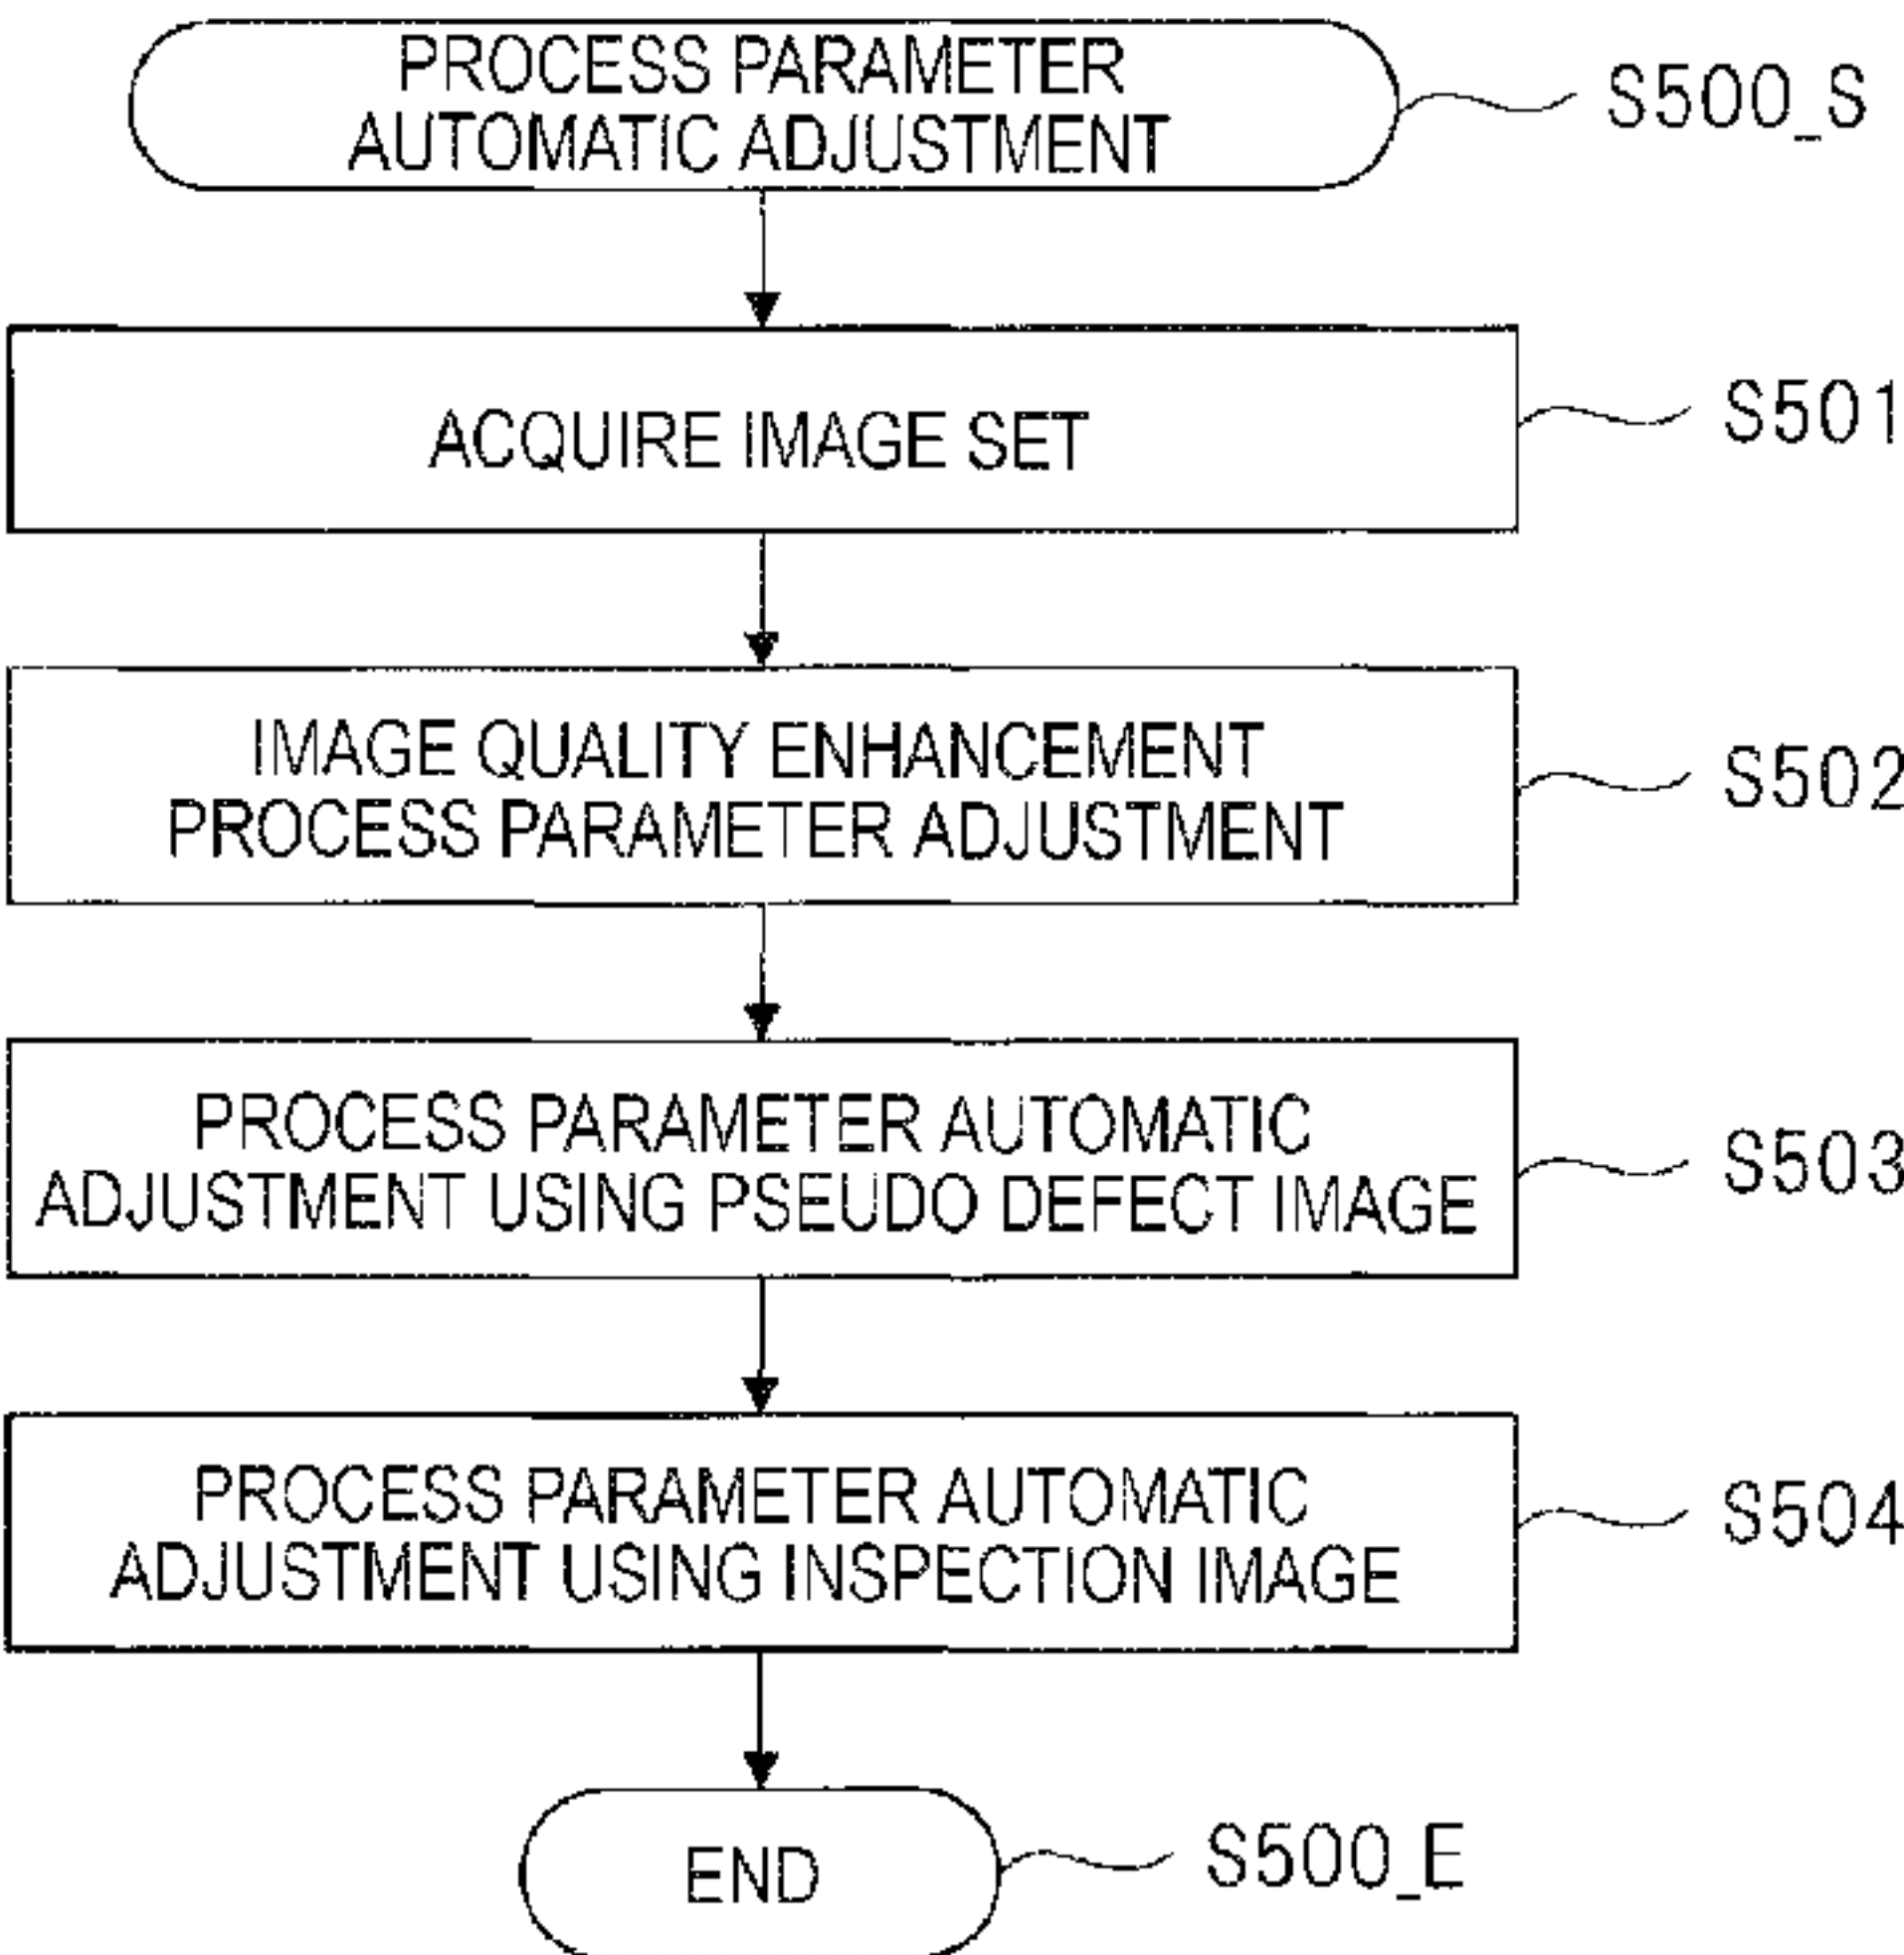 PROCESS PARAMETER
AUTOMATIC ADJUSTMENT
S500_S
ACQUIRE IMAGE SET
S501
IMAGE QUALITY ENHANCEMENT
PROCESS PARAMETER ADJUSTMENT
S502
PROCESS PARAMETER AUTOMATIC
ADJUSTMENT USING PSEUDO DEFECT IMAGE
S503
PROCESS PARAMETER AUTOMATIC
ADJUSTMENT USING INSPECTION IMAGE
S504
END
S500_E